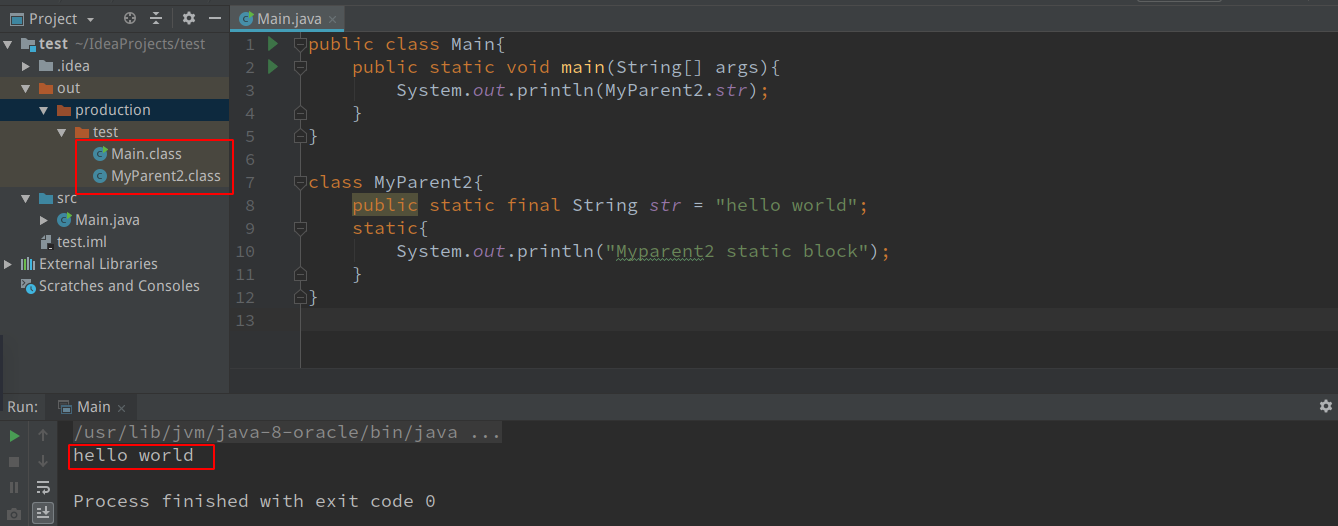 Project
Main.java
test ~/IdeaProjects/test
.idea
out
production
test
Main.class
MyParent2.class
src
Main.java
test.iml
External Libraries
Scratches and Consoles
1 public class Main{
2 public static void main(String[] args){
3 System.out.println(MyParent2.str);
4 }
5 }
6
7 class MyParent2{
8 public static final String str = "hello world";
9 static{
10 System.out.println("Myparent2 static block");
11 }
12 }
13
Run: Main
/usr/lib/jvm/java-8-oracle/bin/java ...
hello world
Process finished with exit code 0